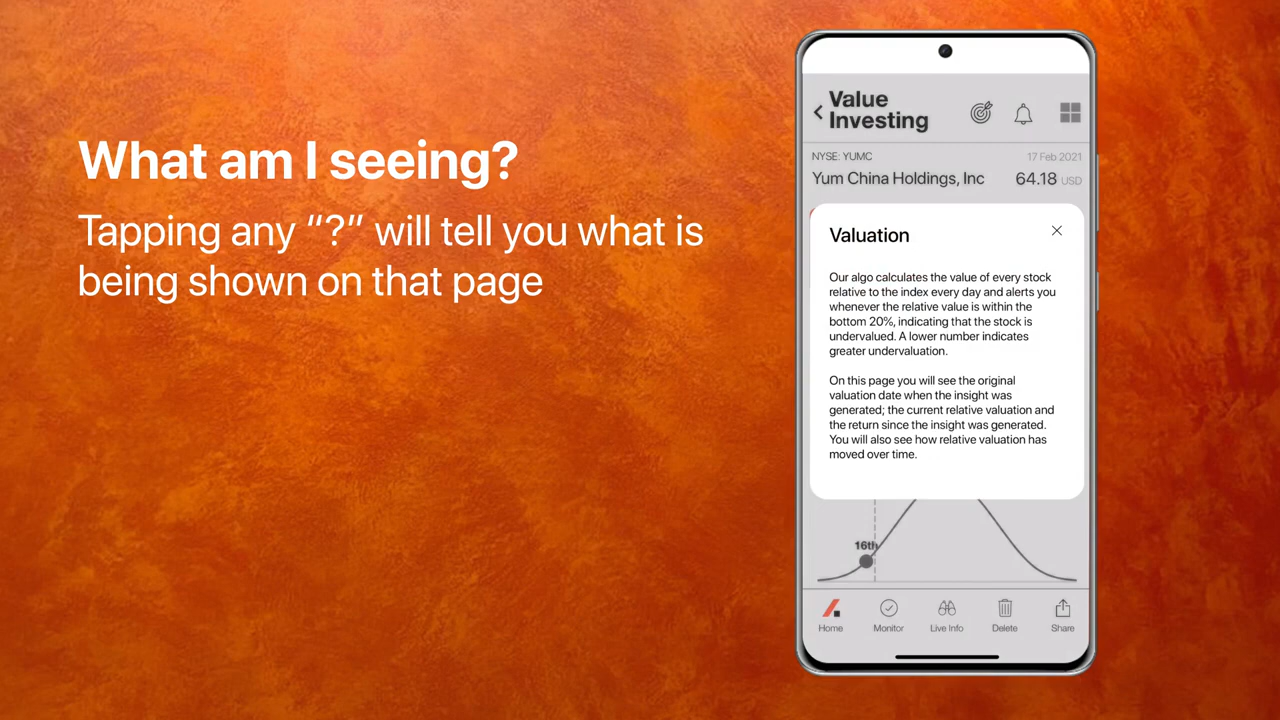 What am I seeing?
Tapping any “?” will tell you what is
being shown on that page
Value
Investing
NYSE: YUMC
17 Feb 2021
Yum China Holdings, Inc
64.18 USD
Valuation
Our algo calculates the value of every stock
relative to the index every day and alerts you
whenever the relative value is within the
bottom 20%, indicating that the stock is
undervalued. A lower number indicates
greater undervaluation.
On this page you will see the original
valuation date when the insight was
generated; the current relative valuation and
the return since the insight was generated.
You will also see how relative valuation has
moved over time.
16th
Home
Monitor
Live Info
Delete
Share